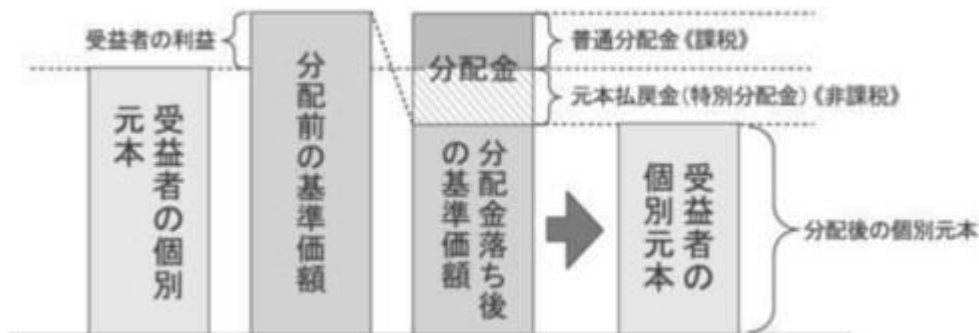 受益者の利益
受益者の個別
元本
分配前の基準価額
分配金
分配金落ち後
の基準価額
普通分配金《課税》
元本払戻金(特別分配金)《非課税》
受益者の
個別元本
分配後の個別元本